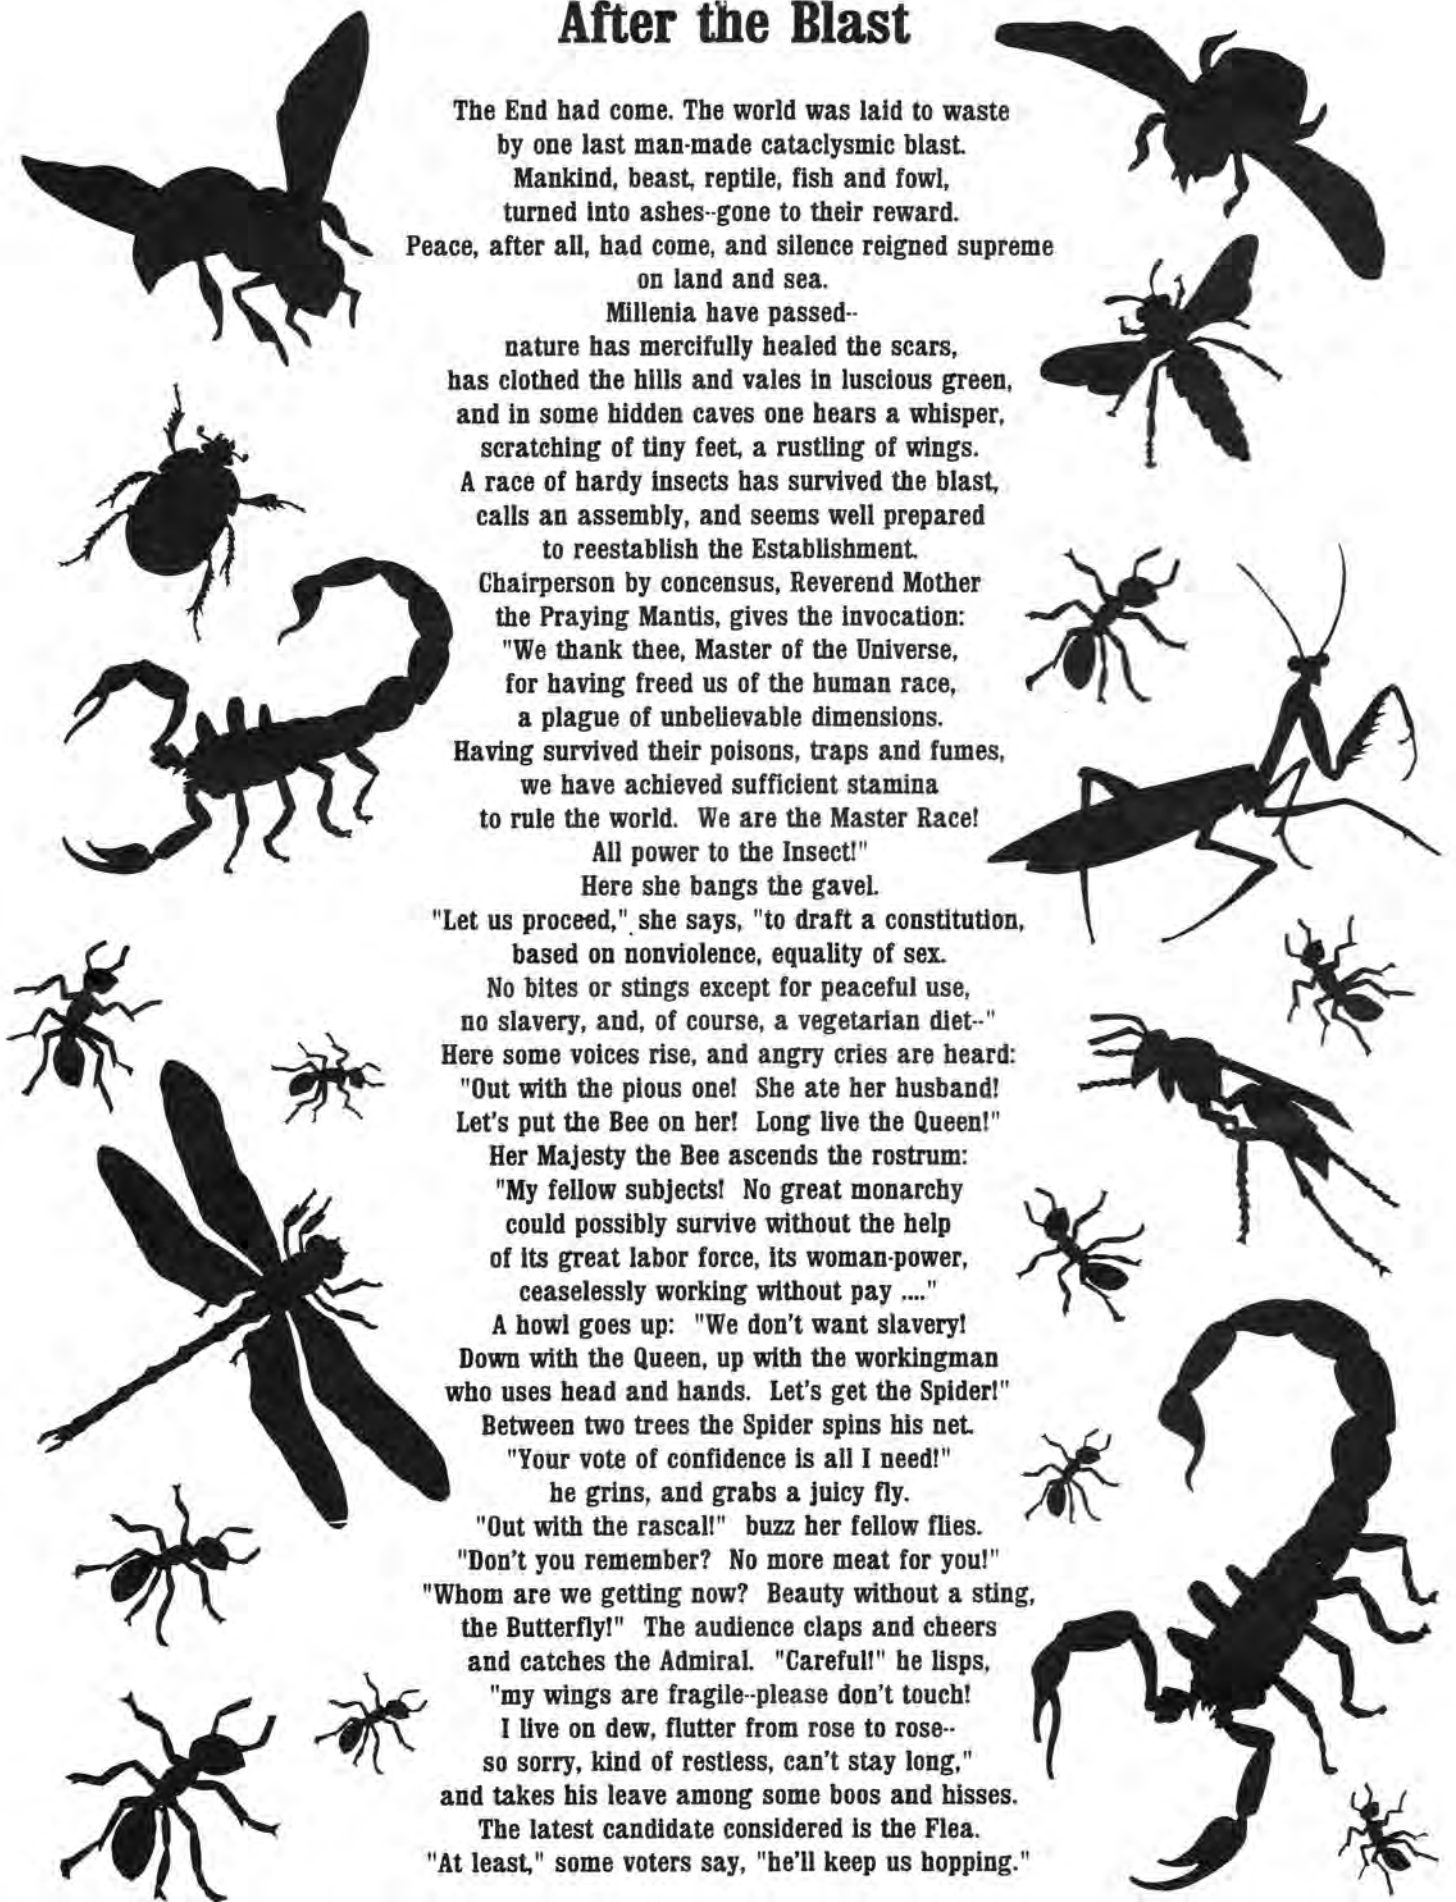 After the Blast
The End had come. The world was laid to waste
by one last man-made cataclysmic blast.
Mankind, beast, reptile, fish and fowl,
turned into ashes--gone to their reward.
Peace, after all, had come, and silence reigned supreme
on land and sea.
Millenia have passed--
nature has mercifully healed the scars,
has clothed the hills and vales in luscious green,
and in some hidden caves one hears a whisper,
scratching of tiny feet, a rustling of wings.
A race of hardy insects has survived the blast,
calls an assembly, and seems well prepared
to reestablish the Establishment.
Chairperson by concensus, Reverend Mother
the Praying Mantis, gives the invocation:
"We thank thee, Master of the Universe,
for having freed us of the human race,
a plague of unbelievable dimensions.
Having survived their poisons, traps and fumes,
we have achieved sufficient stamina
to rule the world. We are the Master Race!
All power to the Insect!"
Here she bangs the gavel.
"Let us proceed," she says, "to draft a constitution,
based on nonviolence, equality of sex.
No bites or stings except for peaceful use,
no slavery, and, of course, a vegetarian diet--"
Here some voices rise, and angry cries are heard:
"Out with the pious one! She ate her husband!
Let's put the Bee on her! Long live the Queen!"
Her Majesty the Bee ascends the rostrum:
"My fellow subjects! No great monarchy
could possibly survive without the help
of its great labor force, its woman-power,
ceaselessly working without pay ...."
A howl goes up: "We don't want slavery!
Down with the Queen, up with the workingman
who uses head and hands. Let's get the Spider!"
Between two trees the Spider spins his net.
"Your vote of confidence is all I need!"
he grins, and grabs a juicy fly.
"Out with the rascal!" buzz her fellow flies.
"Don't you remember? No more meat for you!"
"Whom are we getting now? Beauty without a sting,
the Butterfly!" The audience claps and cheers
and catches the Admiral. "Careful!" he lisps,
"my wings are fragile--please don't touch!
I live on dew, flutter from rose to rose--
so sorry, kind of restless, can't stay long,"
and takes his leave among some boos and hisses.
The latest candidate considered is the Flea.
"At least," some voters say, "he'll keep us hopping."